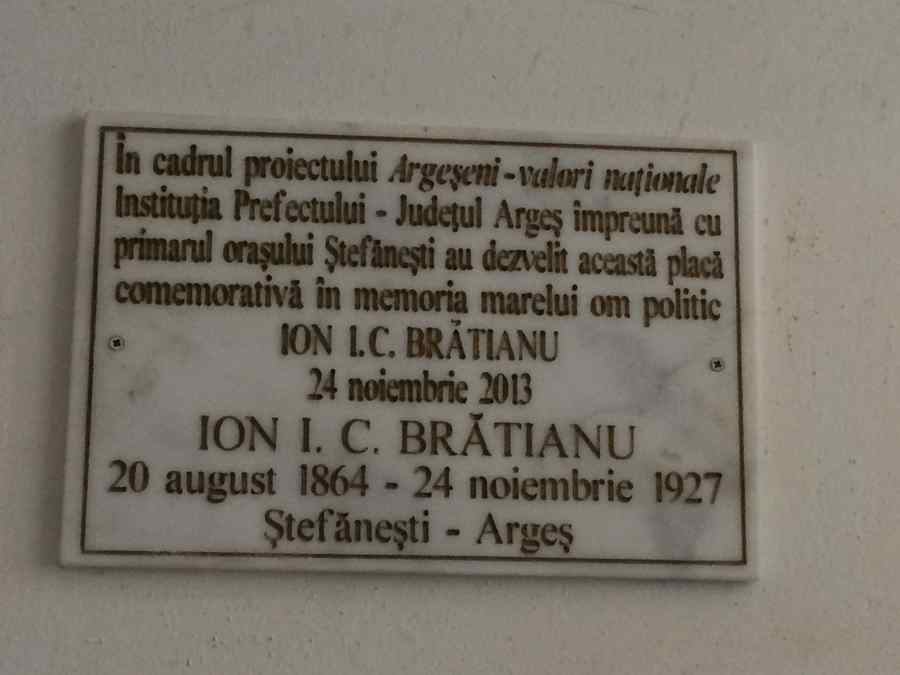 În cadrul proiectului Argeşeni-valori naţionale
Instituţia Prefectului - Judeţul Argeş împreună cu
primarul oraşului Ştefăneşti au dezvelit această placă
comemorativă în memoria marelui om politic
ION I.C. BRĂTIANU
24 noiembrie 2013
ION I. C. BRĂTIANU
20 august 1864 - 24 noiembrie 1927
Ştefăneşti - Argeş